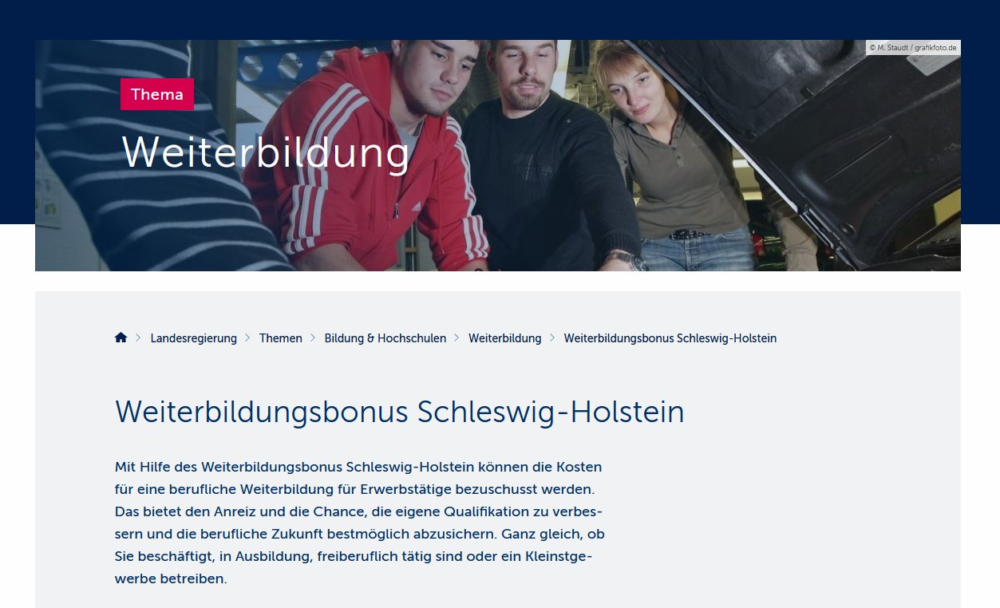 © M. Staudt / grafikfoto.de
Thema
Weiterbildung
Landesregierung
Themen
Bildung & Hochschulen
Weiterbildung
Weiterbildungsbonus Schleswig-Holstein
Weiterbildungsbonus Schleswig-Holstein
Mit Hilfe des Weiterbildungsbonus Schleswig-Holstein können die Kosten
für eine berufliche Weiterbildung für Erwerbstätige bezuschusst werden.
Das bietet den Anreiz und die Chance, die eigene Qualifikation zu verbes-
sern und die berufliche Zukunft bestmöglich abzusichern. Ganz gleich, ob
Sie beschäftigt, in Ausbildung, freiberuflich tätig sind oder ein Kleinstge-
werbe betreiben.